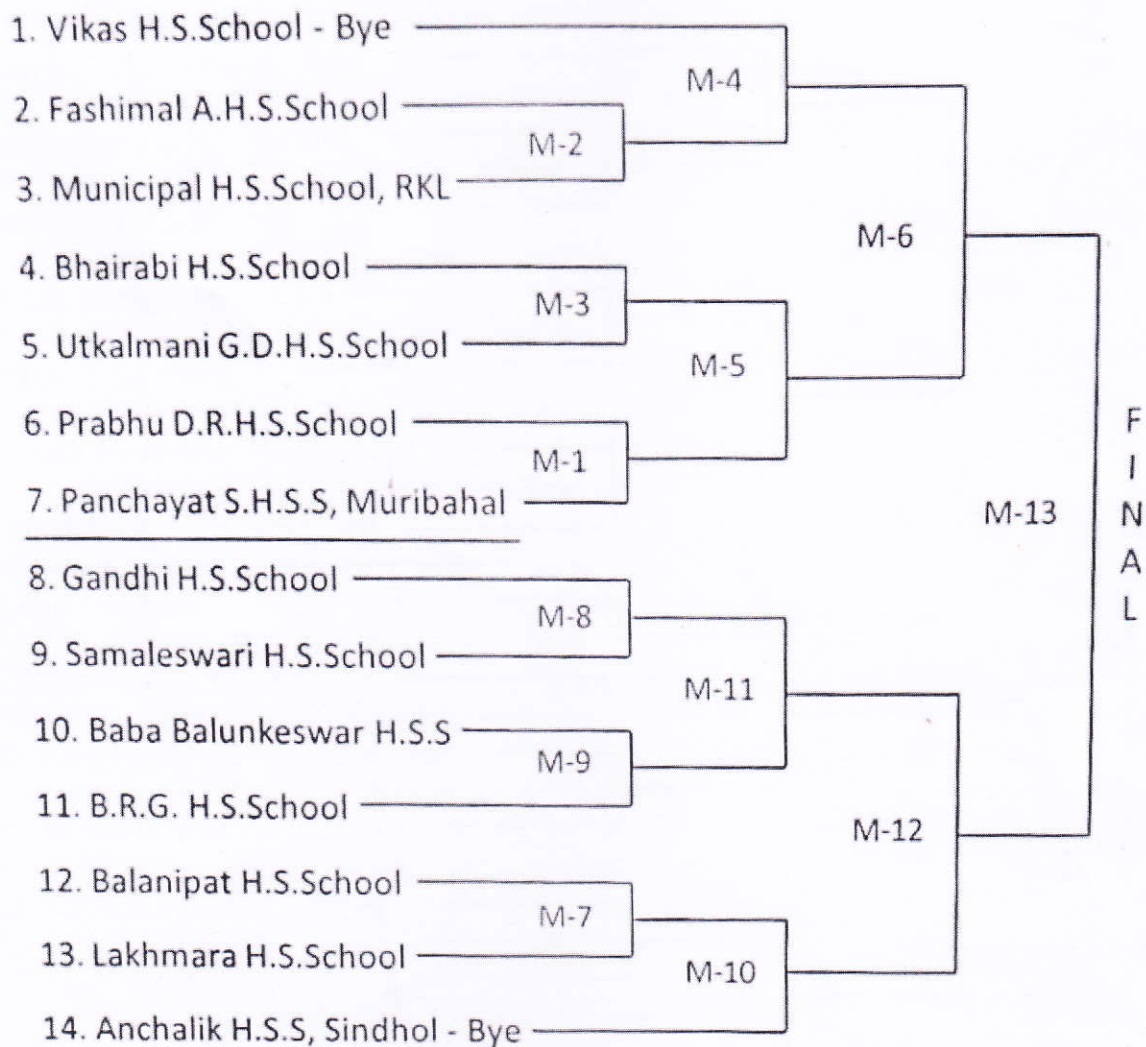 1. Vikas H.S.School - Bye
M-4
2. Fashimal A.H.S.School
M-2
3. Municipal H.S.School, RKL
M-6
4. Bhairabi H.S.School
M-3
5. Utkalmani G.D.H.S.School
M-5
6. Prabhu D.R.H.S.School
M-1
7. Panchayat S.H.S.S, Muribahal
M-13
F
I
N
A
L
8. Gandhi H.S.School
M-8
9. Samaleswari H.S.School
M-11
10. Baba Balunkeswar H.S.S
M-9
11. B.R.G. H.S.School
M-12
12. Balanipat H.S.School
M-7
13. Lakhmara H.S.School
M-10
14. Anchalik H.S.S, Sindhol - Bye